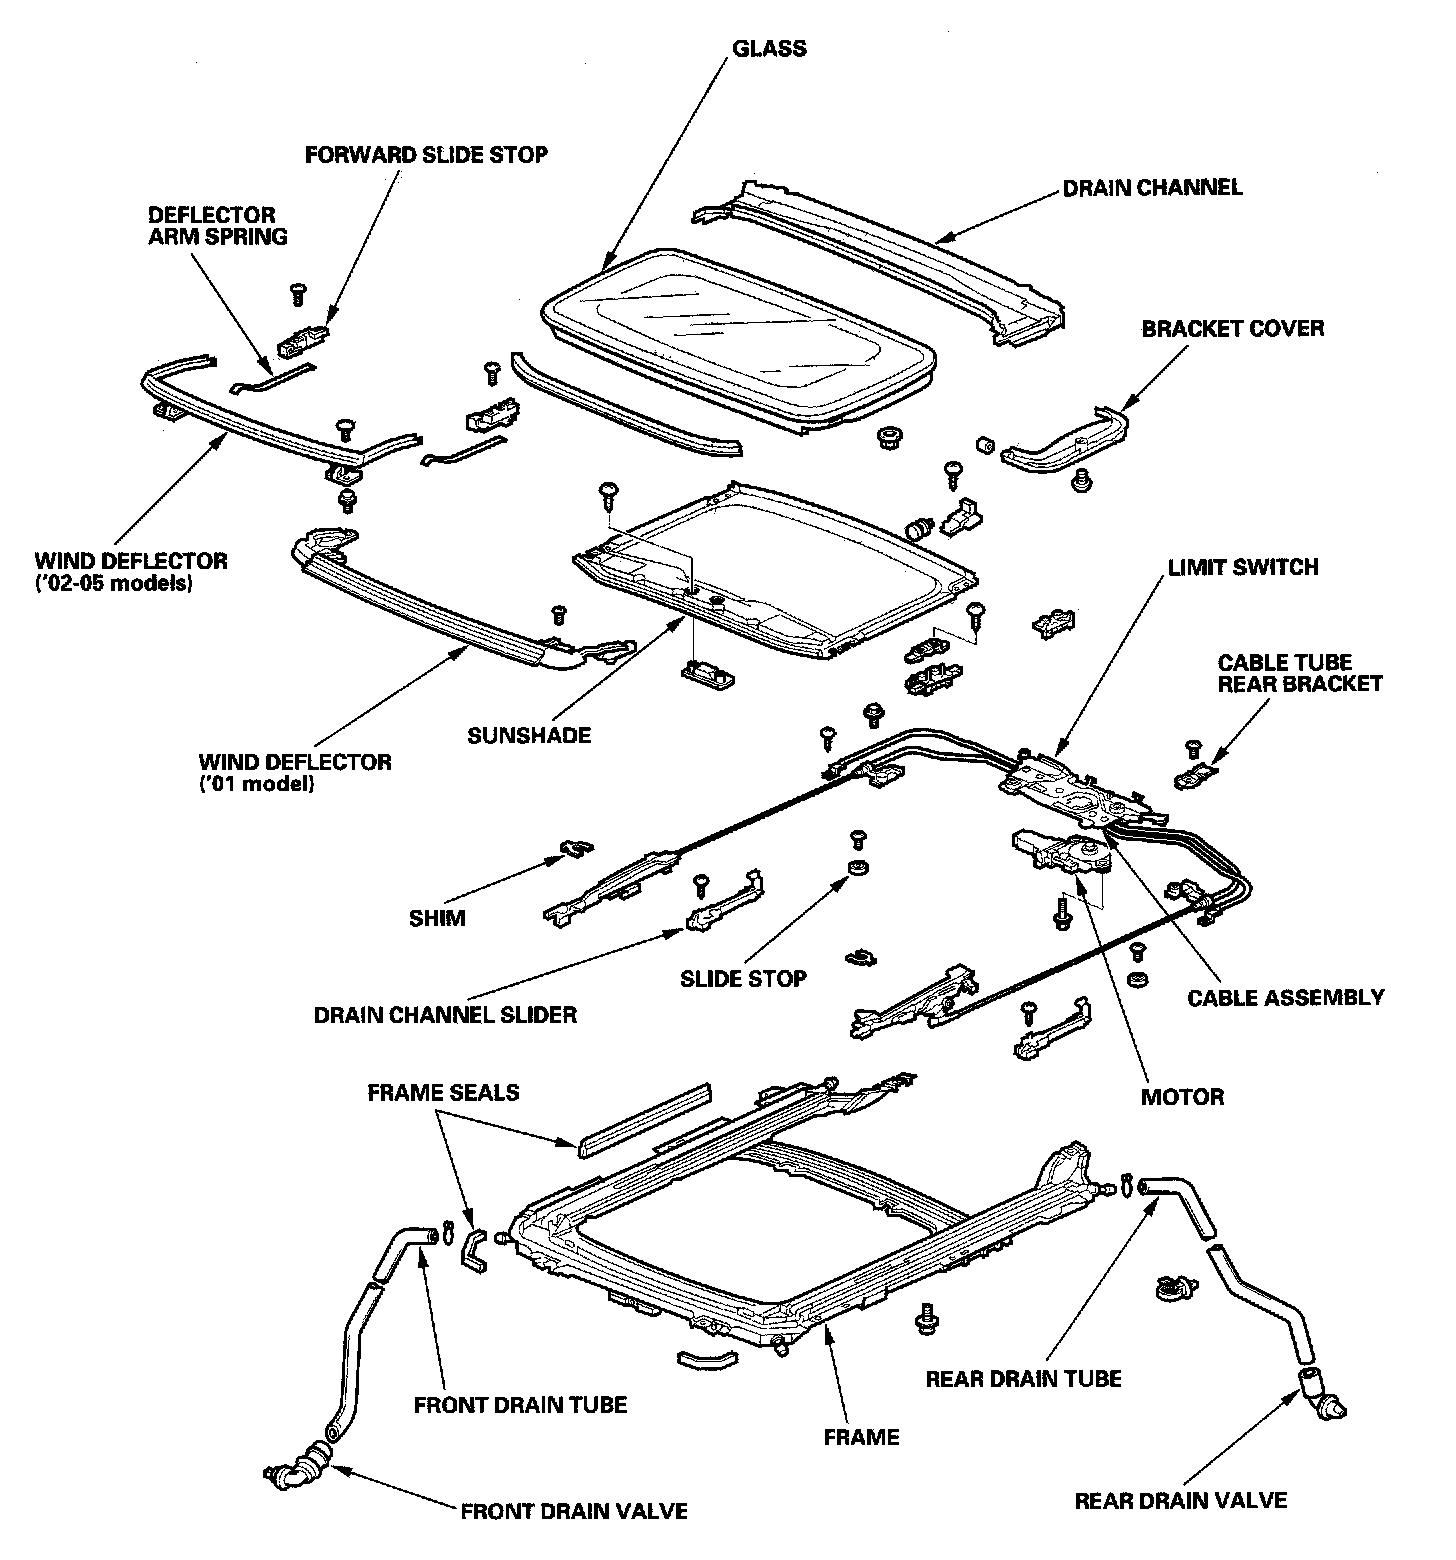 GLASS
FORWARD SLIDE STOP
DRAIN CHANNEL
DEFLECTOR
ARM SPRING
BRACKET COVER
WIND DEFLECTOR
('02-05 models)
LIMIT SWITCH
CABLE TUBE
REAR BRACKET
SUNSHADE
WIND DEFLECTOR
('01 model)
SHIM
SLIDE STOP
CABLE ASSEMBLY
DRAIN CHANNEL SLIDER
FRAME SEALS
MOTOR
REAR DRAIN TUBE
FRONT DRAIN TUBE
FRAME
REAR DRAIN VALVE
FRONT DRAIN VALVE